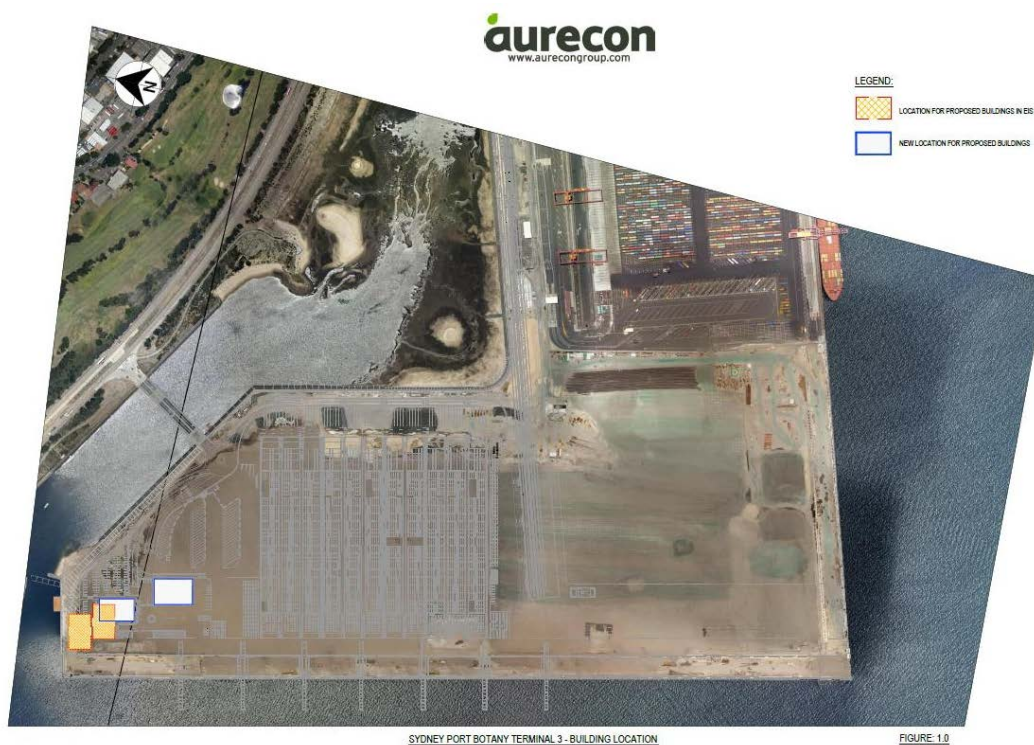 aurecon
www.aurecongroup.com
N
LEGEND:
LOCATION FOR PROPOSED BUILDINGS IN EIS
NEW LOCATION FOR PROPOSED BUILDINGS
SYDNEY PORT BOTANY TERMINAL 3 - BUILDING LOCATION
FIGURE: 1.0